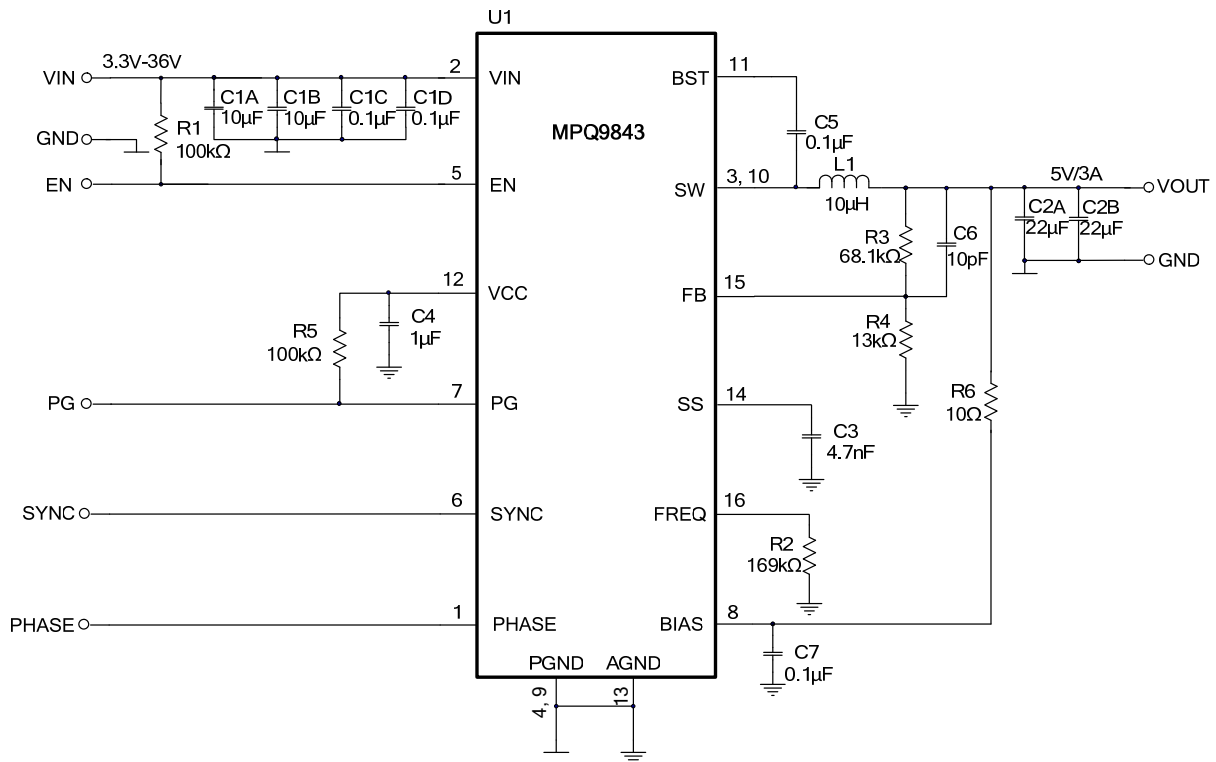 U1
MPQ9843
VIN
3.3V-36V
2
VIN
C1A
10µF
C1B
10µF
C1C
0.1µF
C1D
0.1µF
GND
R1
100kΩ
EN
5
EN
12
VCC
C4
1µF
R5
100kΩ
PG
7
PG
SYNC
6
SYNC
PHASE
1
PHASE
PGND
AGND
4, 9
13
BST
11
C5
0.1µF
SW
3, 10
L1
10µH
5V/3A
VOUT
C2A
22µF
C2B
22µF
GND
R3
68.1kΩ
C6
10pF
FB
15
R4
13kΩ
SS
14
C3
4.7nF
R6
10Ω
FREQ
16
R2
169kΩ
BIAS
8
C7
0.1µF